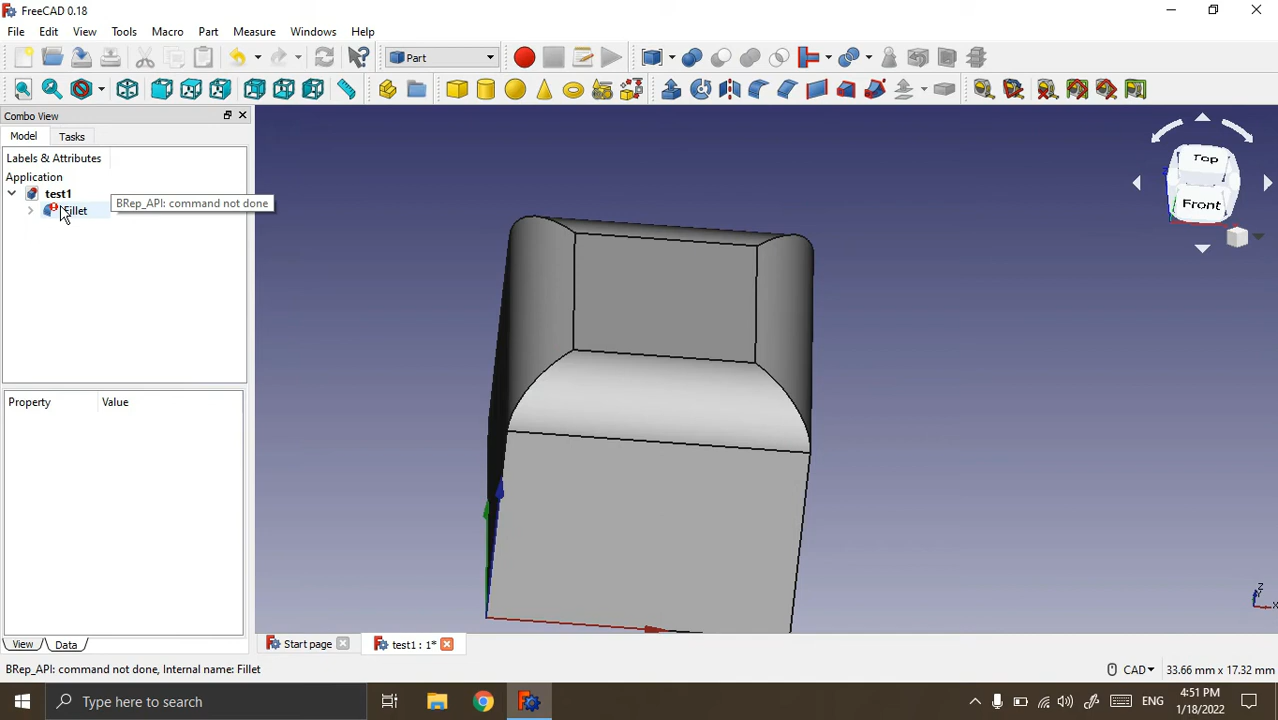 FreeCAD 0.18
File Edit View Tools Macro Part Measure Windows Help
Part
Combo View
Model Tasks
Labels & Attributes
Application
test1
Fillet
BRep_API: command not done
Top
Front
Property Value
Z
X
View Data
Start page test1 : 1*
BRep_API: command not done, Internal name: Fillet
CAD 33.66 mm x 17.32 mm
Type here to search
ENG
4:51 PM
1/18/2022